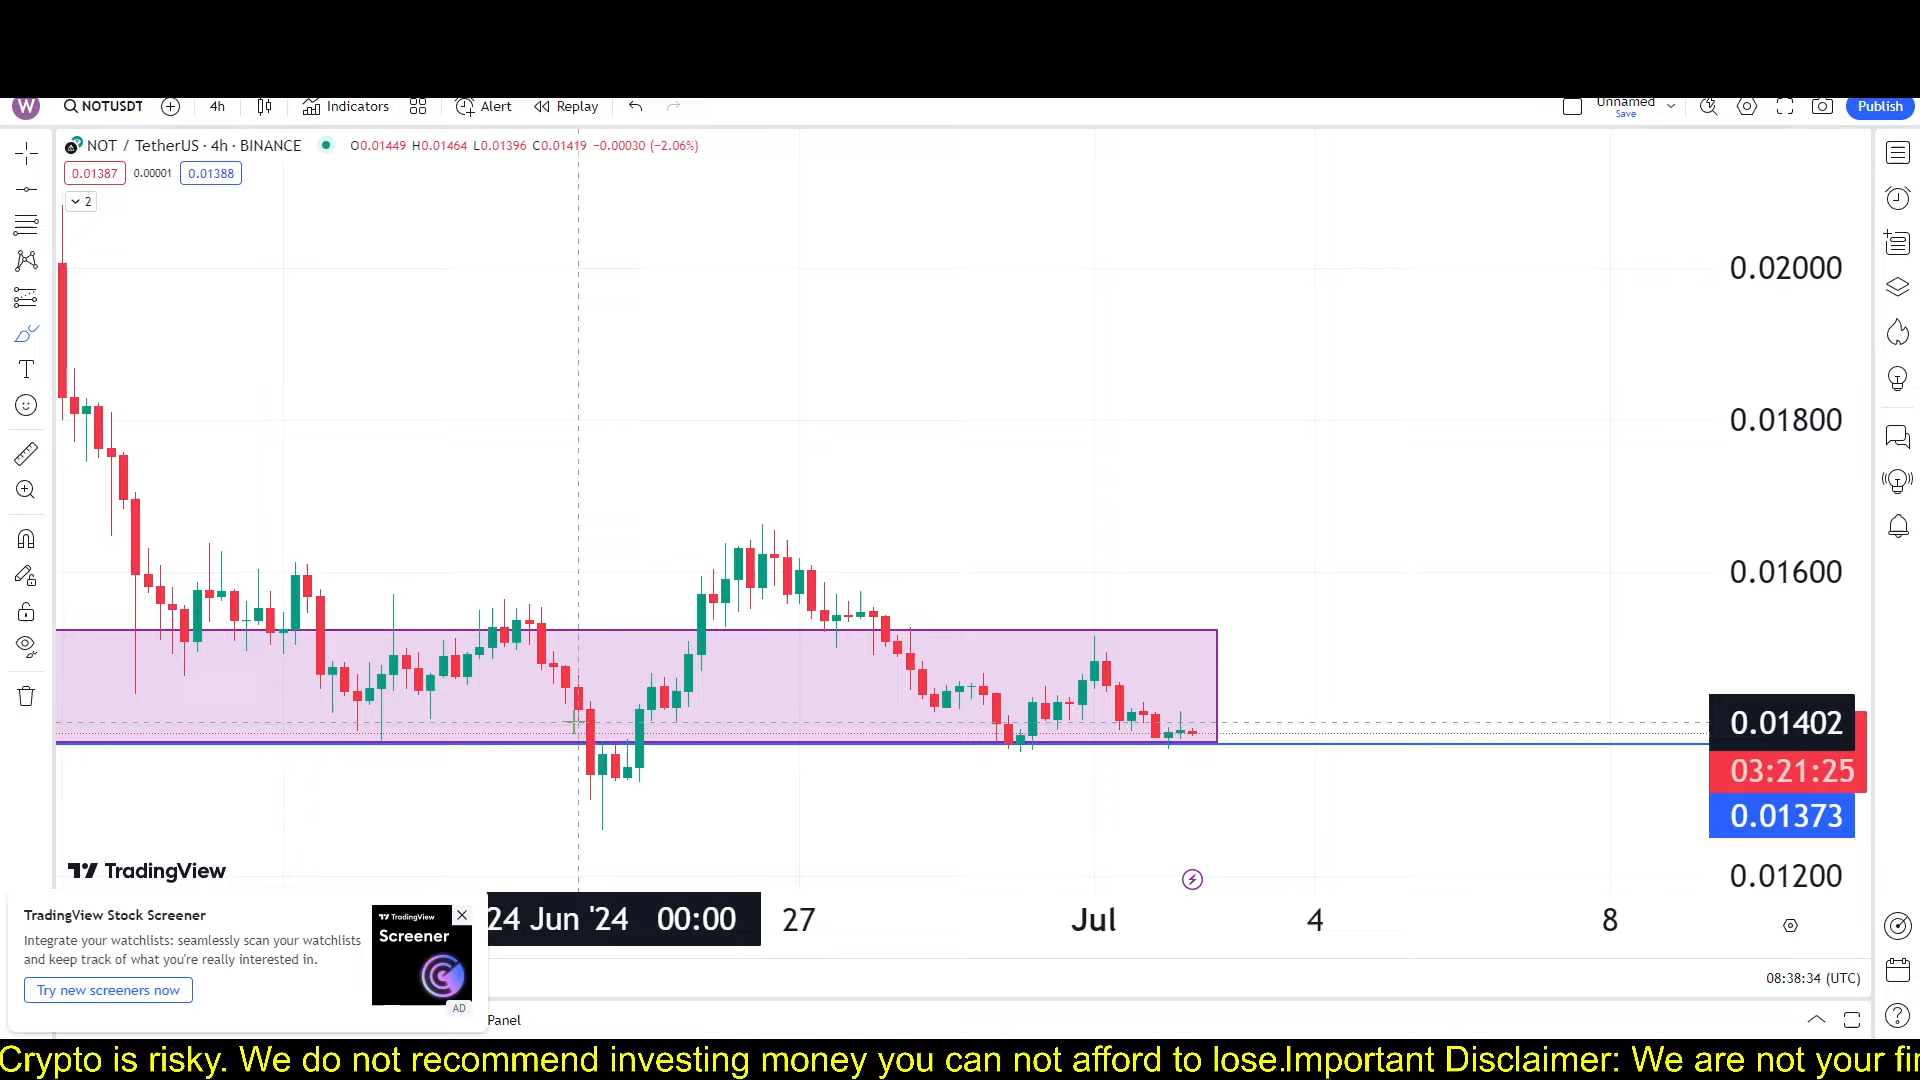 W NOTUSDT 4h Indicators Alert Replay Unnamed Save Publish
NOT / TetherUS · 4h · BINANCE O0.01449 H0.01464 L0.01396 C0.01419 −0.00030 (−2.06%)
0.01387 0.00001 0.01388
2
0.02000
0.01800
0.01600
0.01402
03:21:25
0.01373
0.01200
TradingView
24 Jun '24 00:00 27 Jul 4 8
TradingView Stock Screener
Integrate your watchlists: seamlessly scan your watchlists
and keep track of what you're really interested in.
Try new screeners now
TradingView
Screener
AD
08:38:34 (UTC)
Panel
Crypto is risky. We do not recommend investing money you can not afford to lose.Important Disclaimer: We are not your fi